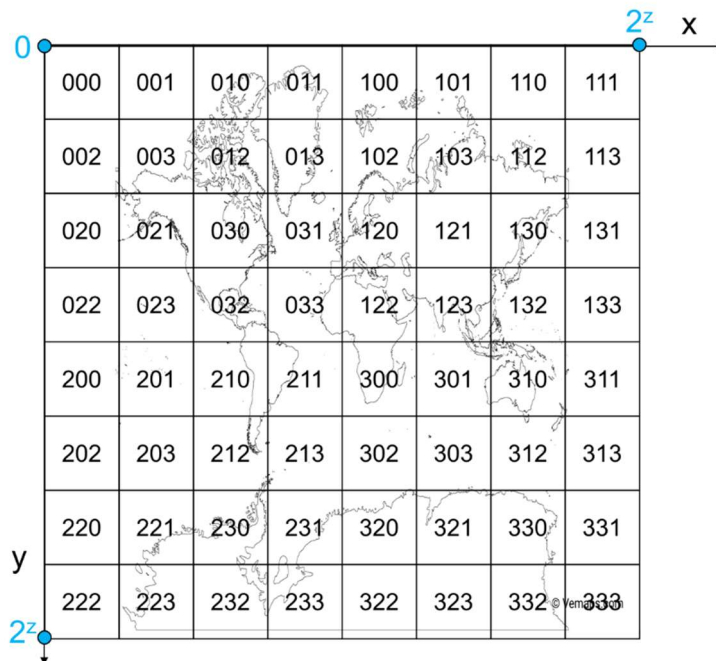 2ᶻ x
0
000 001 010 011 100 101 110 111
002 003 012 013 102 103 112 113
020 021 030 031 120 121 130 131
022 023 032 033 122 123 132 133
200 201 210 211 300 301 310 311
202 203 212 213 302 303 312 313
220 221 230 231 320 321 330 331
y
222 223 232 233 322 323 332 333
© Vemaps.com
2ᶻ